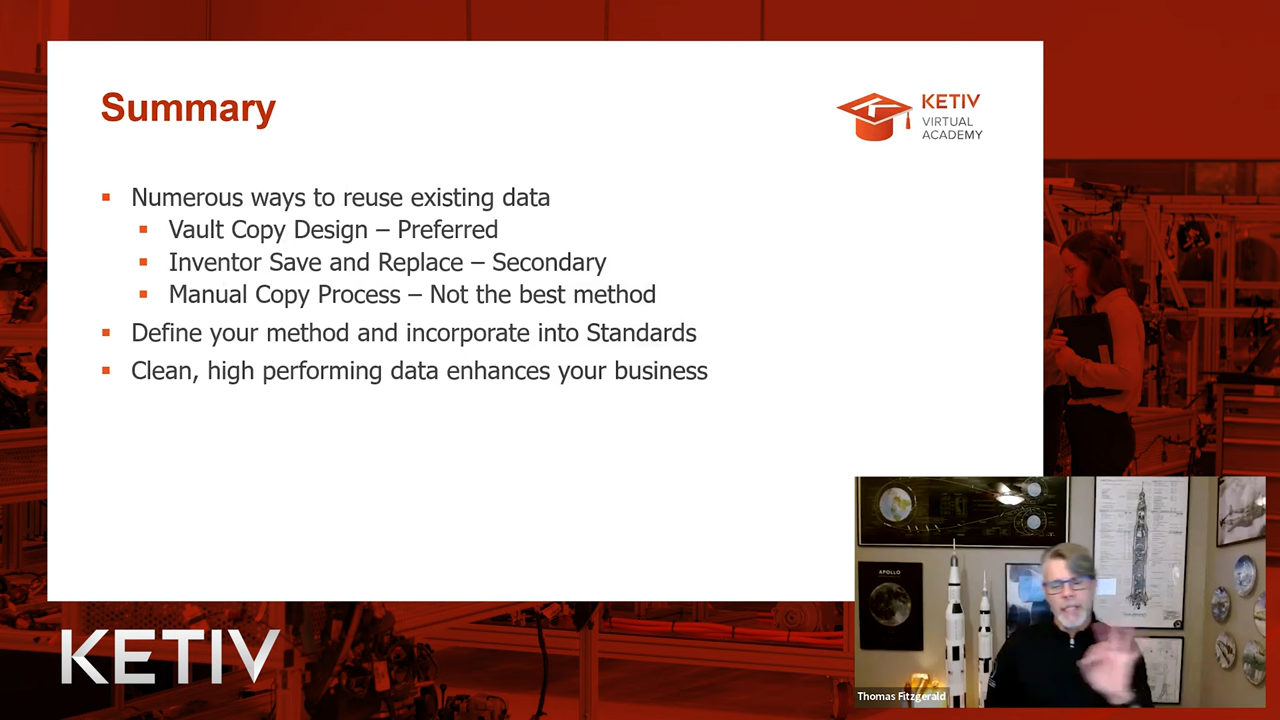 Summary
KETIV
VIRTUAL
ACADEMY
Numerous ways to reuse existing data
Vault Copy Design – Preferred
Inventor Save and Replace – Secondary
Manual Copy Process – Not the best method
Define your method and incorporate into Standards
Clean, high performing data enhances your business
KETIV
APOLLO
Thomas Fitzgerald